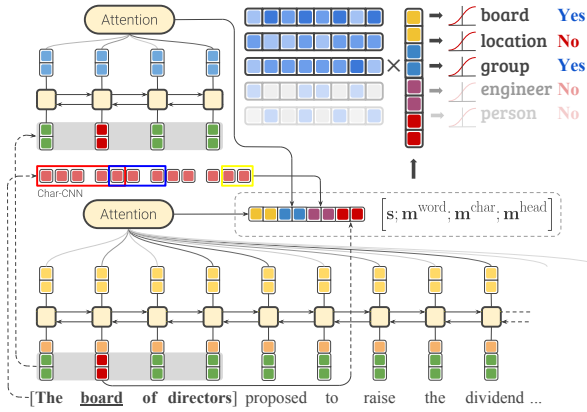 Attention
board Yes
location No
group Yes
× engineer No
person No
Char-CNN
Attention
[s; m^word; m^char; m^head]
[The board of directors] proposed to raise the dividend ...